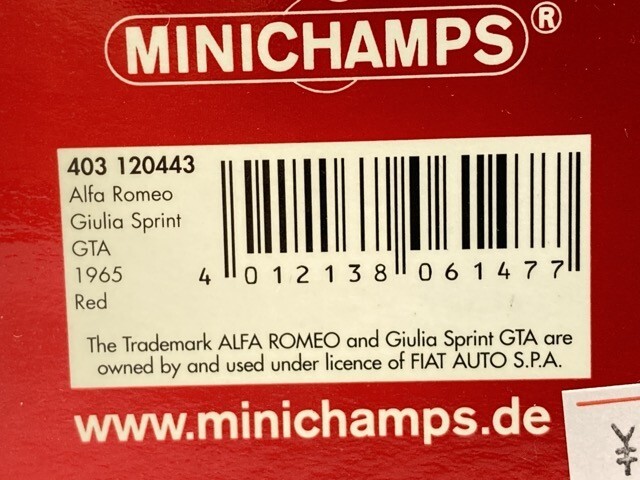 MINICHAMPS®
403 120443
Alfa Romeo
Giulia Sprint
GTA
1965
Red
4 012138 061477
The Trademark ALFA ROMEO and Giulia Sprint GTA are
owned by and used under licence of FIAT AUTO S.P.A.
www.minichamps.de
¥